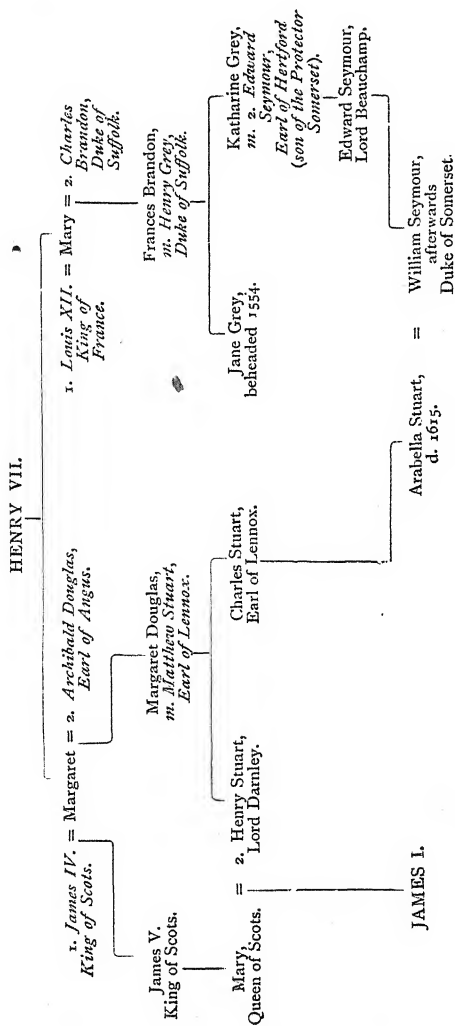 HENRY VII.
1. James IV. = Margaret = 2. Archibald Douglas,
King of Scots.
Earl of Angus.
1. Louis XII. = Mary = 2. Charles
King of
France.
Brandon,
Duke of
Suffolk.
James V.
King of Scots.
Margaret Douglas,
m. Matthew Stuart,
Earl of Lennox.
Frances Brandon,
m. Henry Grey,
Duke of Suffolk.
Mary,
Queen of Scots.
= 2. Henry Stuart,
Lord Darnley.
Charles Stuart,
Earl of Lennox.
Jane Grey,
beheaded 1554.
Katharine Grey,
m. 2. Edward
Seymour,
Earl of Hertford
(son of the Protector
Somerset).
Edward Seymour,
Lord Beauchamp.
JAMES I.
Arabella Stuart,
d. 1615.
=
William Seymour,
afterwards
Duke of Somerset.